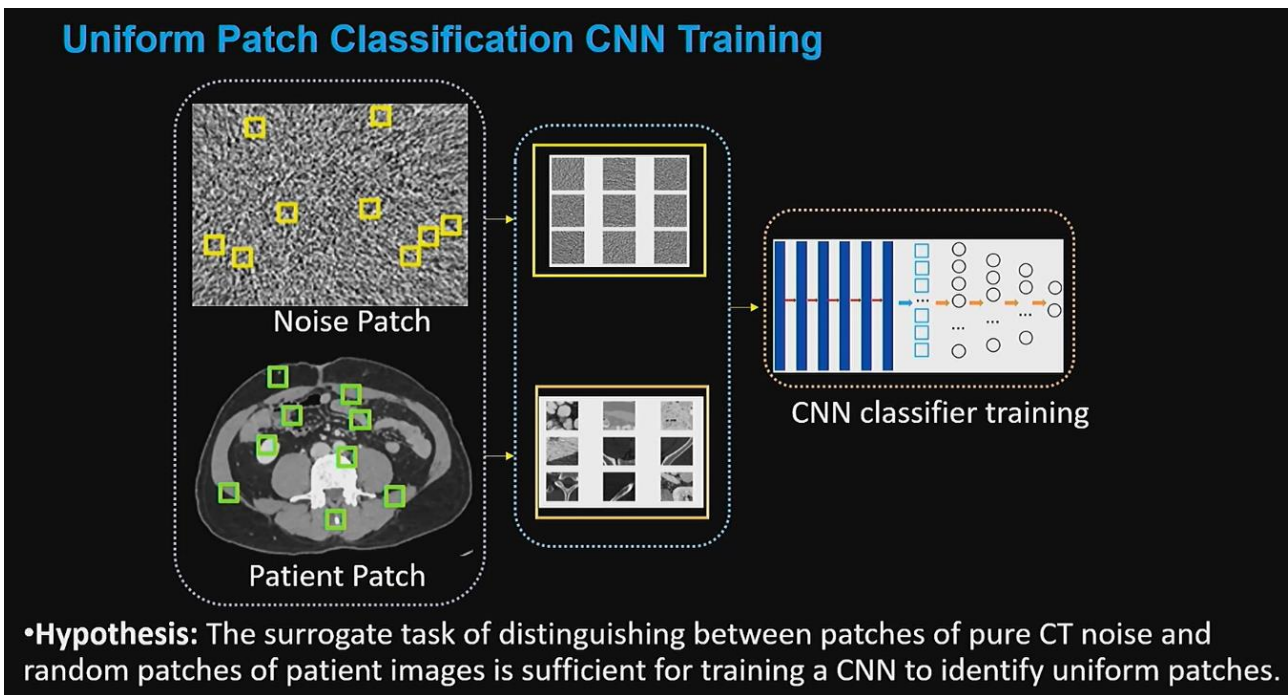 Uniform Patch Classification CNN Training
Noise Patch
Patient Patch
...
...
...
...
CNN classifier training
•Hypothesis: The surrogate task of distinguishing between patches of pure CT noise and
random patches of patient images is sufficient for training a CNN to identify uniform patches.